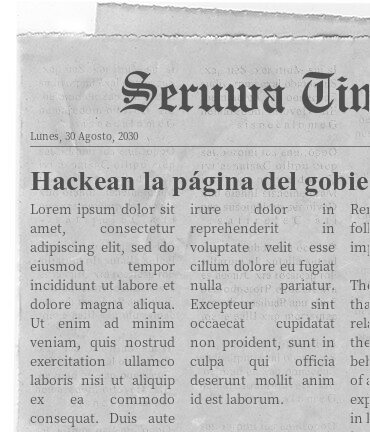 Seruwa Tim
Lunes, 30 Agosto, 2030
Hackean la página del gobie
Lorem ipsum dolor sit
amet, consectetur
adipiscing elit, sed do
eiusmod tempor
incididunt ut labore et
dolore magna aliqua.
Ut enim ad minim
veniam, quis nostrud
exercitation ullamco
laboris nisi ut aliquip
ex ea commodo
consequat. Duis aute
irure dolor in
reprehenderit in
voluptate velit esse
cillum dolore eu fugiat
nulla pariatur.
Excepteur sint
occaecat cupidatat
non proident, sunt in
culpa qui officia
deserunt mollit anim
id est laborum.
Rem
foll
imp
The
tha
rela
the
beh
of a
exp
in l